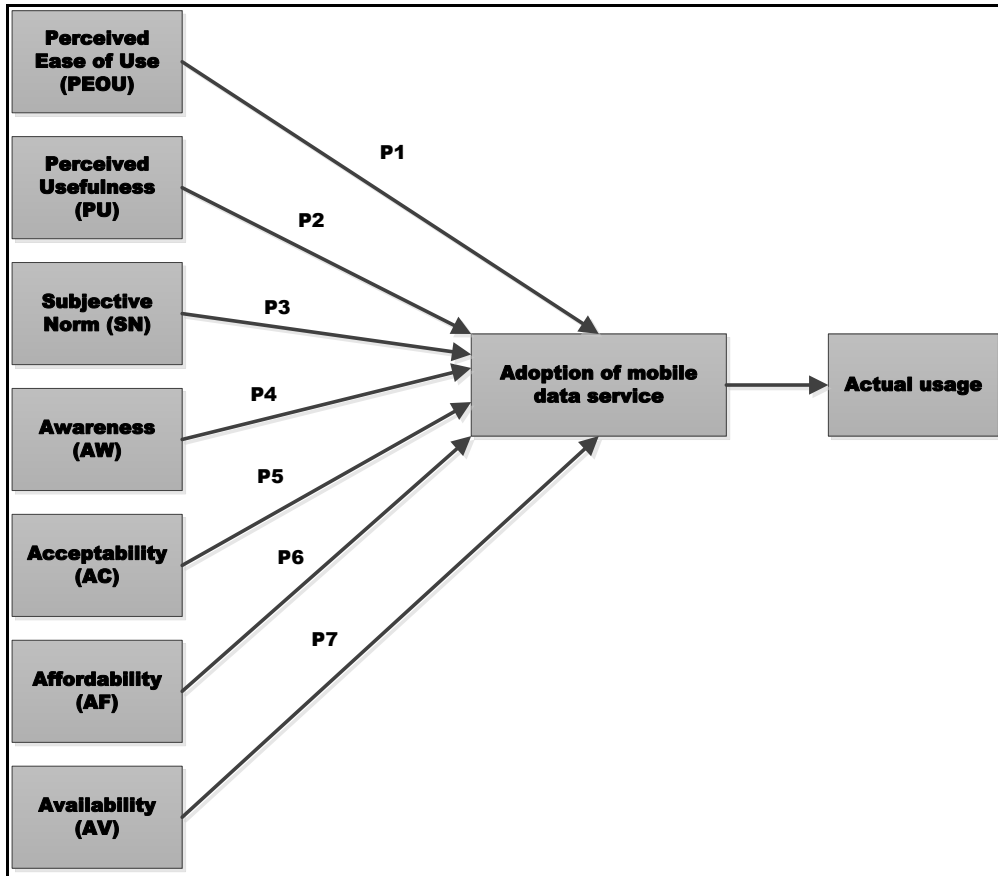 Perceived
Ease of Use
(PEOU)
P1
Perceived
Usefulness
(PU)
P2
Subjective
Norm (SN)
P3
Adoption of mobile
data service
Actual usage
Awareness
(AW)
P4
Acceptability
(AC)
P5
Affordability
(AF)
P6
Availability
(AV)
P7